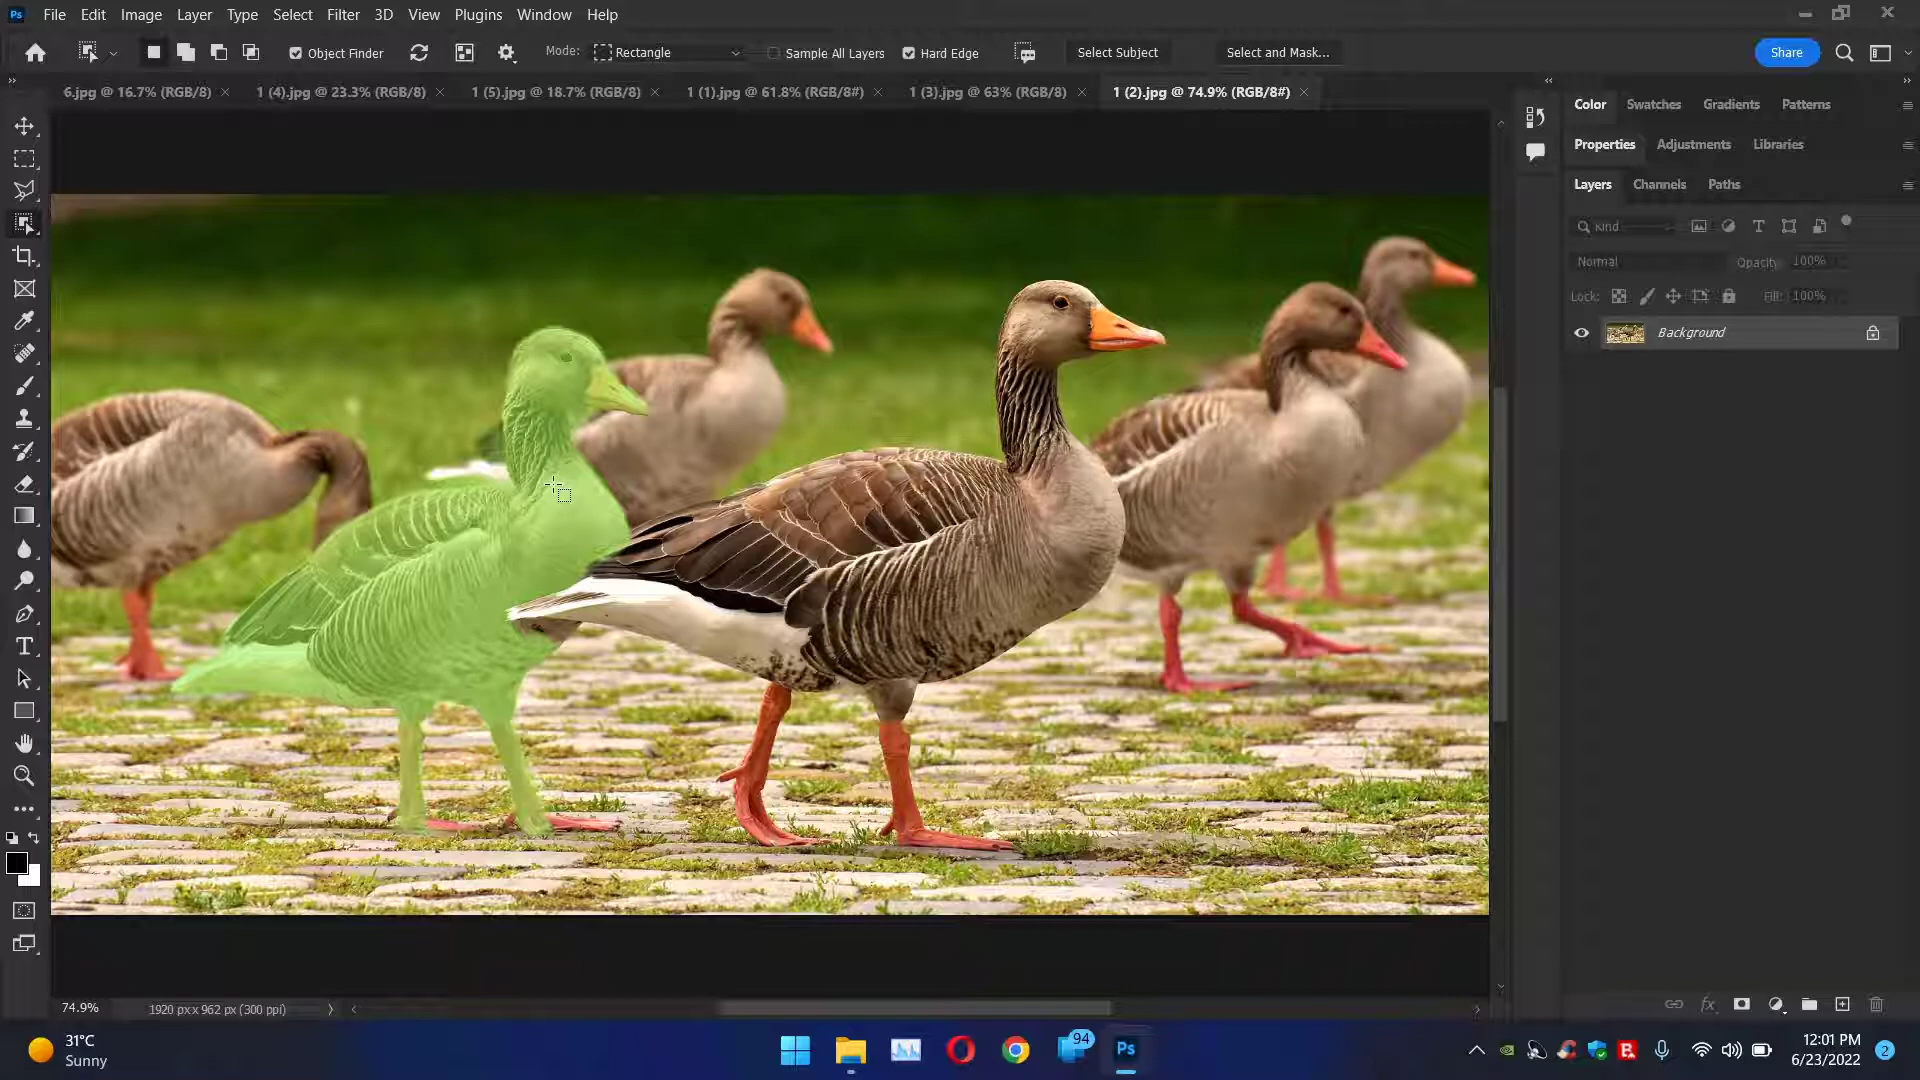 Ps File Edit Image Layer Type Select Filter 3D View Plugins Window Help
Object Finder Mode: Rectangle Sample All Layers Hard Edge Select Subject Select and Mask... Share
6.jpg @ 16.7% (RGB/8) 1 (4).jpg @ 23.3% (RGB/8) 1 (5).jpg @ 18.7% (RGB/8) 1 (1).jpg @ 61.8% (RGB/8#) 1 (3).jpg @ 63% (RGB/8) 1 (2).jpg @ 74.9% (RGB/8#)
Color Swatches Gradients Patterns
Properties Adjustments Libraries
Layers Channels Paths
Kind
Normal Opacity: 100%
Lock: Fill: 100%
Background
fx
74.9% 1920 px x 962 px (300 ppi)
31°C
Sunny
94
Ps
12:01 PM
6/23/2022
2